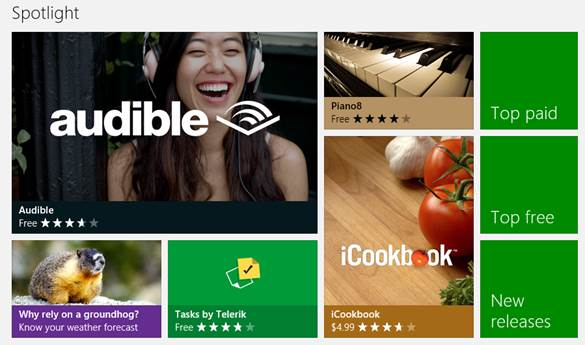 Spotlight
audible
Audible
Free
Piano8
Free
Top paid
Top free
iCookbook™
iCookbook
$4.99
Why rely on a groundhog?
Know your weather forecast
Tasks by Telerik
Free
New
releases